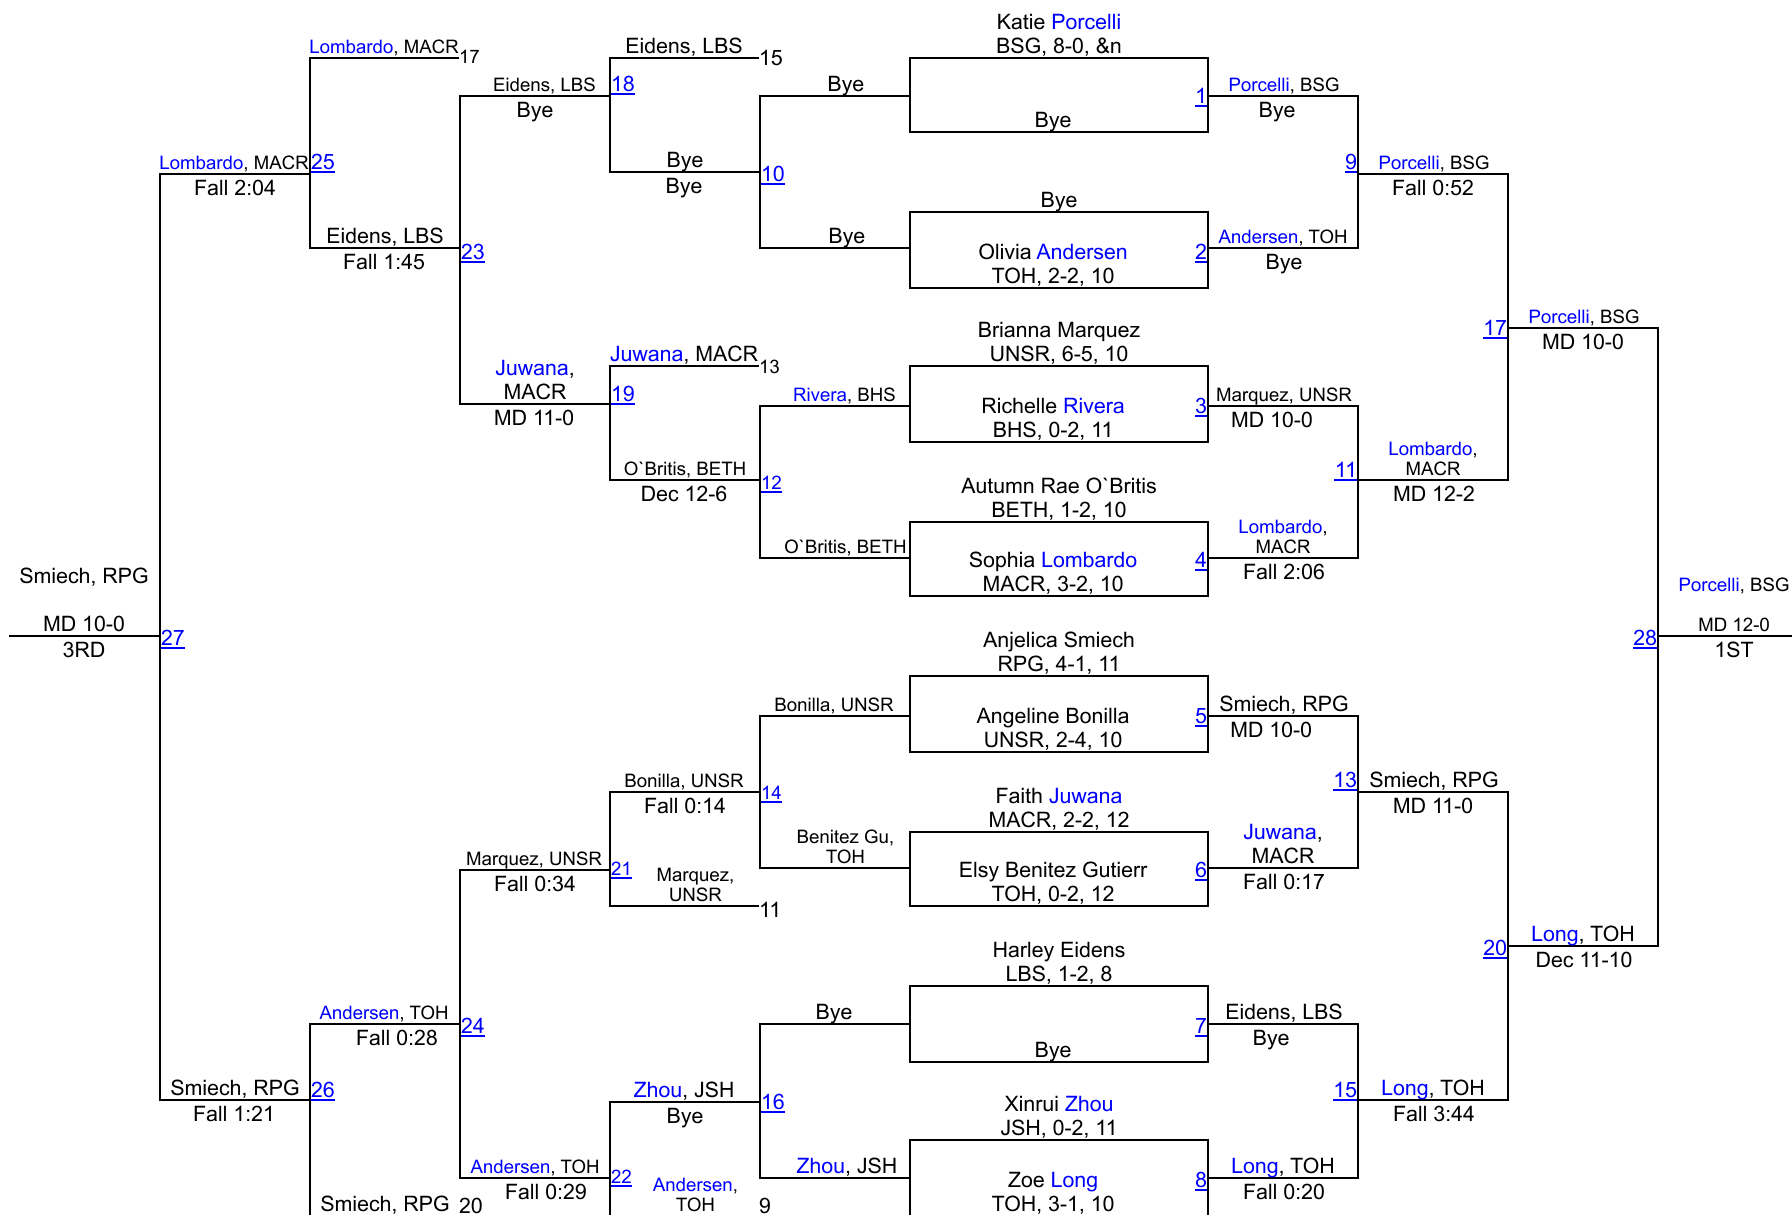 Katie Porcelli
Lombardo, MACR
17
Eidens, LBS
15
BSG, 8-0, &n
Eidens, LBS
18
Bye
1
Porcelli, BSG
Bye
Bye
Bye
Lombardo, MACR
25
Bye
10
9
Porcelli, BSG
Fall 2:04
Bye
Fall 0:52
Bye
Eidens, LBS
23
Bye
Olivia Andersen
2
Andersen, TOH
Fall 1:45
TOH, 2-2, 10
Bye
Brianna Marquez
17
Porcelli, BSG
Juwana, MACR
13
UNSR, 6-5, 10
MD 10-0
Juwana,
MACR
19
Rivera, BHS
Richelle Rivera
3
Marquez, UNSR
MD 11-0
BHS, 0-2, 11
MD 10-0
Lombardo,
MACR
O`Britis, BETH
12
Autumn Rae O`Britis
11
MD 12-2
Dec 12-6
BETH, 1-2, 10
O`Britis, BETH
Sophia Lombardo
4
Lombardo,
MACR
MACR, 3-2, 10
Fall 2:06
Smiech, RPG
Porcelli, BSG
MD 10-0
27
28
MD 12-0
3RD
1ST
Anjelica Smiech
RPG, 4-1, 11
Bonilla, UNSR
Angeline Bonilla
5
Smiech, RPG
UNSR, 2-4, 10
MD 10-0
Bonilla, UNSR
14
Faith Juwana
13
Smiech, RPG
Fall 0:14
MACR, 2-2, 12
MD 11-0
Benitez Gu,
TOH
Juwana,
MACR
Marquez, UNSR
21
Marquez,
UNSR
11
Elsy Benitez Gutierr
6
Fall 0:34
TOH, 0-2, 12
Fall 0:17
Harley Eidens
20
Long, TOH
LBS, 1-2, 8
Dec 11-10
Andersen, TOH
24
Bye
7
Eidens, LBS
Fall 0:28
Bye
Bye
Smiech, RPG
26
Zhou, JSH
16
Xinrui Zhou
15
Long, TOH
Fall 1:21
Bye
JSH, 0-2, 11
Fall 3:44
Andersen, TOH
22
Zhou, JSH
Zoe Long
8
Long, TOH
Fall 0:29
Andersen,
TOH
9
TOH, 3-1, 10
Fall 0:20
Smiech, RPG
20